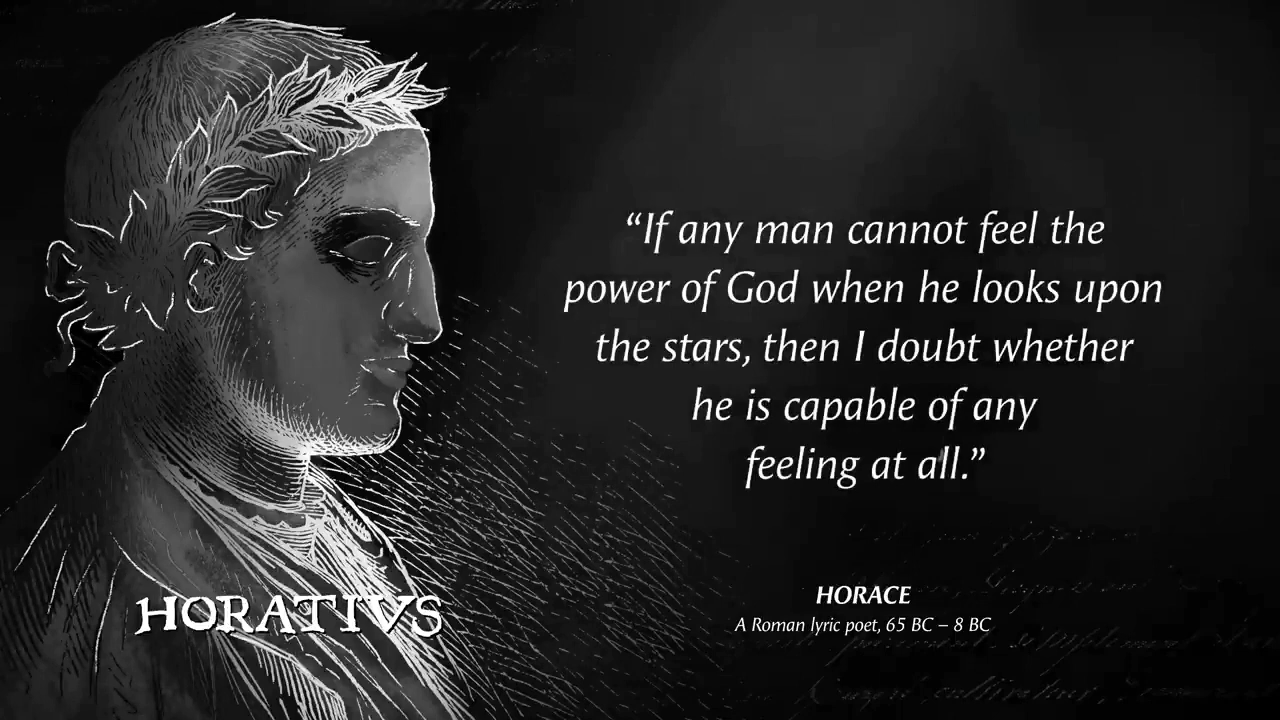 “If any man cannot feel the
power of God when he looks upon
the stars, then I doubt whether
he is capable of any
feeling at all.”
HORACE
A Roman lyric poet, 65 BC – 8 BC
HORATIVS